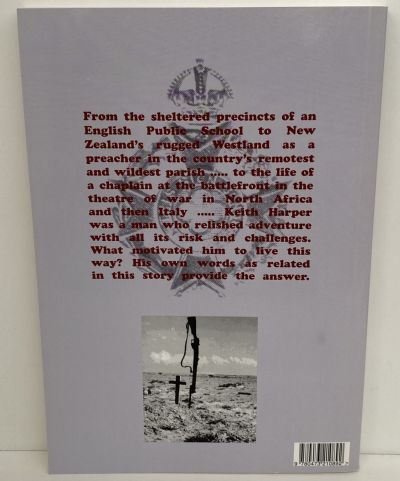 From the sheltered precincts of an
English Public School to New
Zealand's rugged Westland as a
preacher in the country's remotest
and wildest parish ..... to the life of
a chaplain at the battlefront in the
theatre of war in North Africa
and then Italy ..... Keith Harper
was a man who relished adventure
with all its risk and challenges.
What motivated him to live this
way? His own words as related
in this story provide the answer.